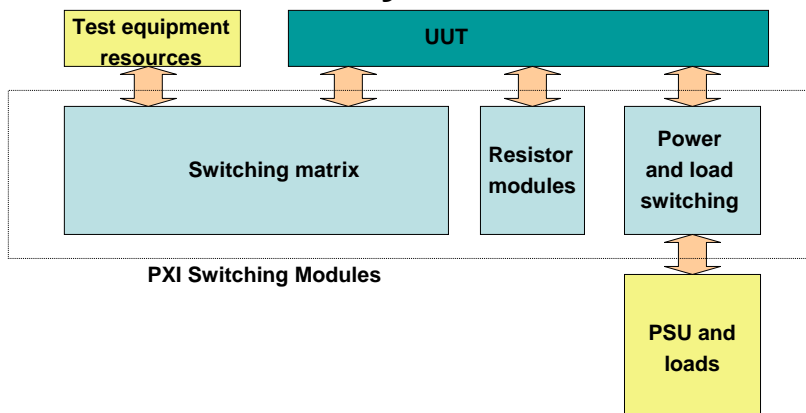 Test equipment
resources
UUT
Switching matrix
Resistor
modules
Power
and load
switching
PXI Switching Modules
PSU and
loads